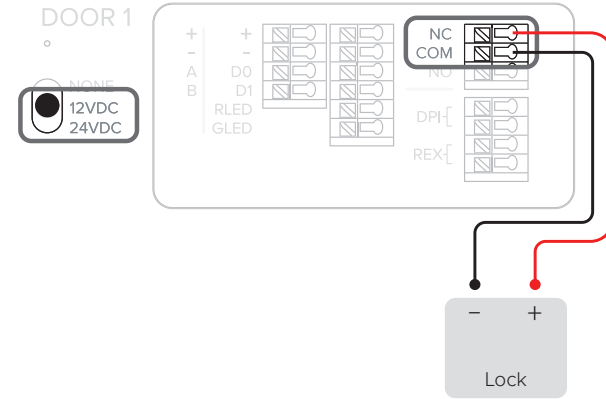 DOOR 1
NONE
12VDC
24VDC
+ +
- -
A D0
B D1
RLED
GLED
NC
COM
NO
DPI-[
REX-[
- +
Lock